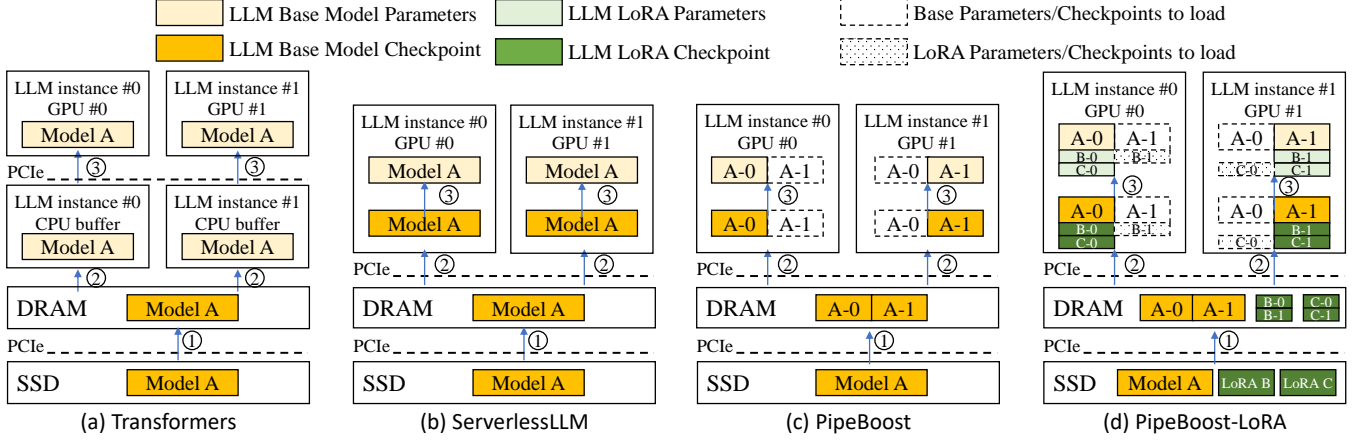 LLM Base Model Parameters
LLM LoRA Parameters
Base Parameters/Checkpoints to load
LLM Base Model Checkpoint
LLM LoRA Checkpoint
LoRA Parameters/Checkpoints to load
LLM instance #0
GPU #0
Model A
LLM instance #1
GPU #1
Model A
③
③
PCIe
LLM instance #0
CPU buffer
Model A
LLM instance #1
CPU buffer
Model A
②
②
DRAM
Model A
PCIe
①
SSD
Model A
(a) Transformers
LLM instance #0
GPU #0
Model A
③
Model A
LLM instance #1
GPU #1
Model A
③
Model A
PCIe
②
②
DRAM
Model A
PCIe
①
SSD
Model A
(b) ServerlessLLM
LLM instance #0
GPU #0
A-0 A-1
③
A-0 A-1
LLM instance #1
GPU #1
A-0 A-1
③
A-0 A-1
PCIe
②
②
DRAM
A-0 A-1
PCIe
①
SSD
Model A
(c) PipeBoost
LLM instance #0
GPU #0
A-0 A-1
B-0 B-1
C-0
③
A-0 A-1
B-0 B-1
C-0
LLM instance #1
GPU #1
A-0 A-1
B-1
C-0 C-1
③
A-0 A-1
B-1
C-0 C-1
PCIe
②
②
DRAM
A-0 A-1
B-0 C-0
B-1 C-1
PCIe
①
SSD
Model A
LoRA B
LoRA C
(d) PipeBoost-LoRA